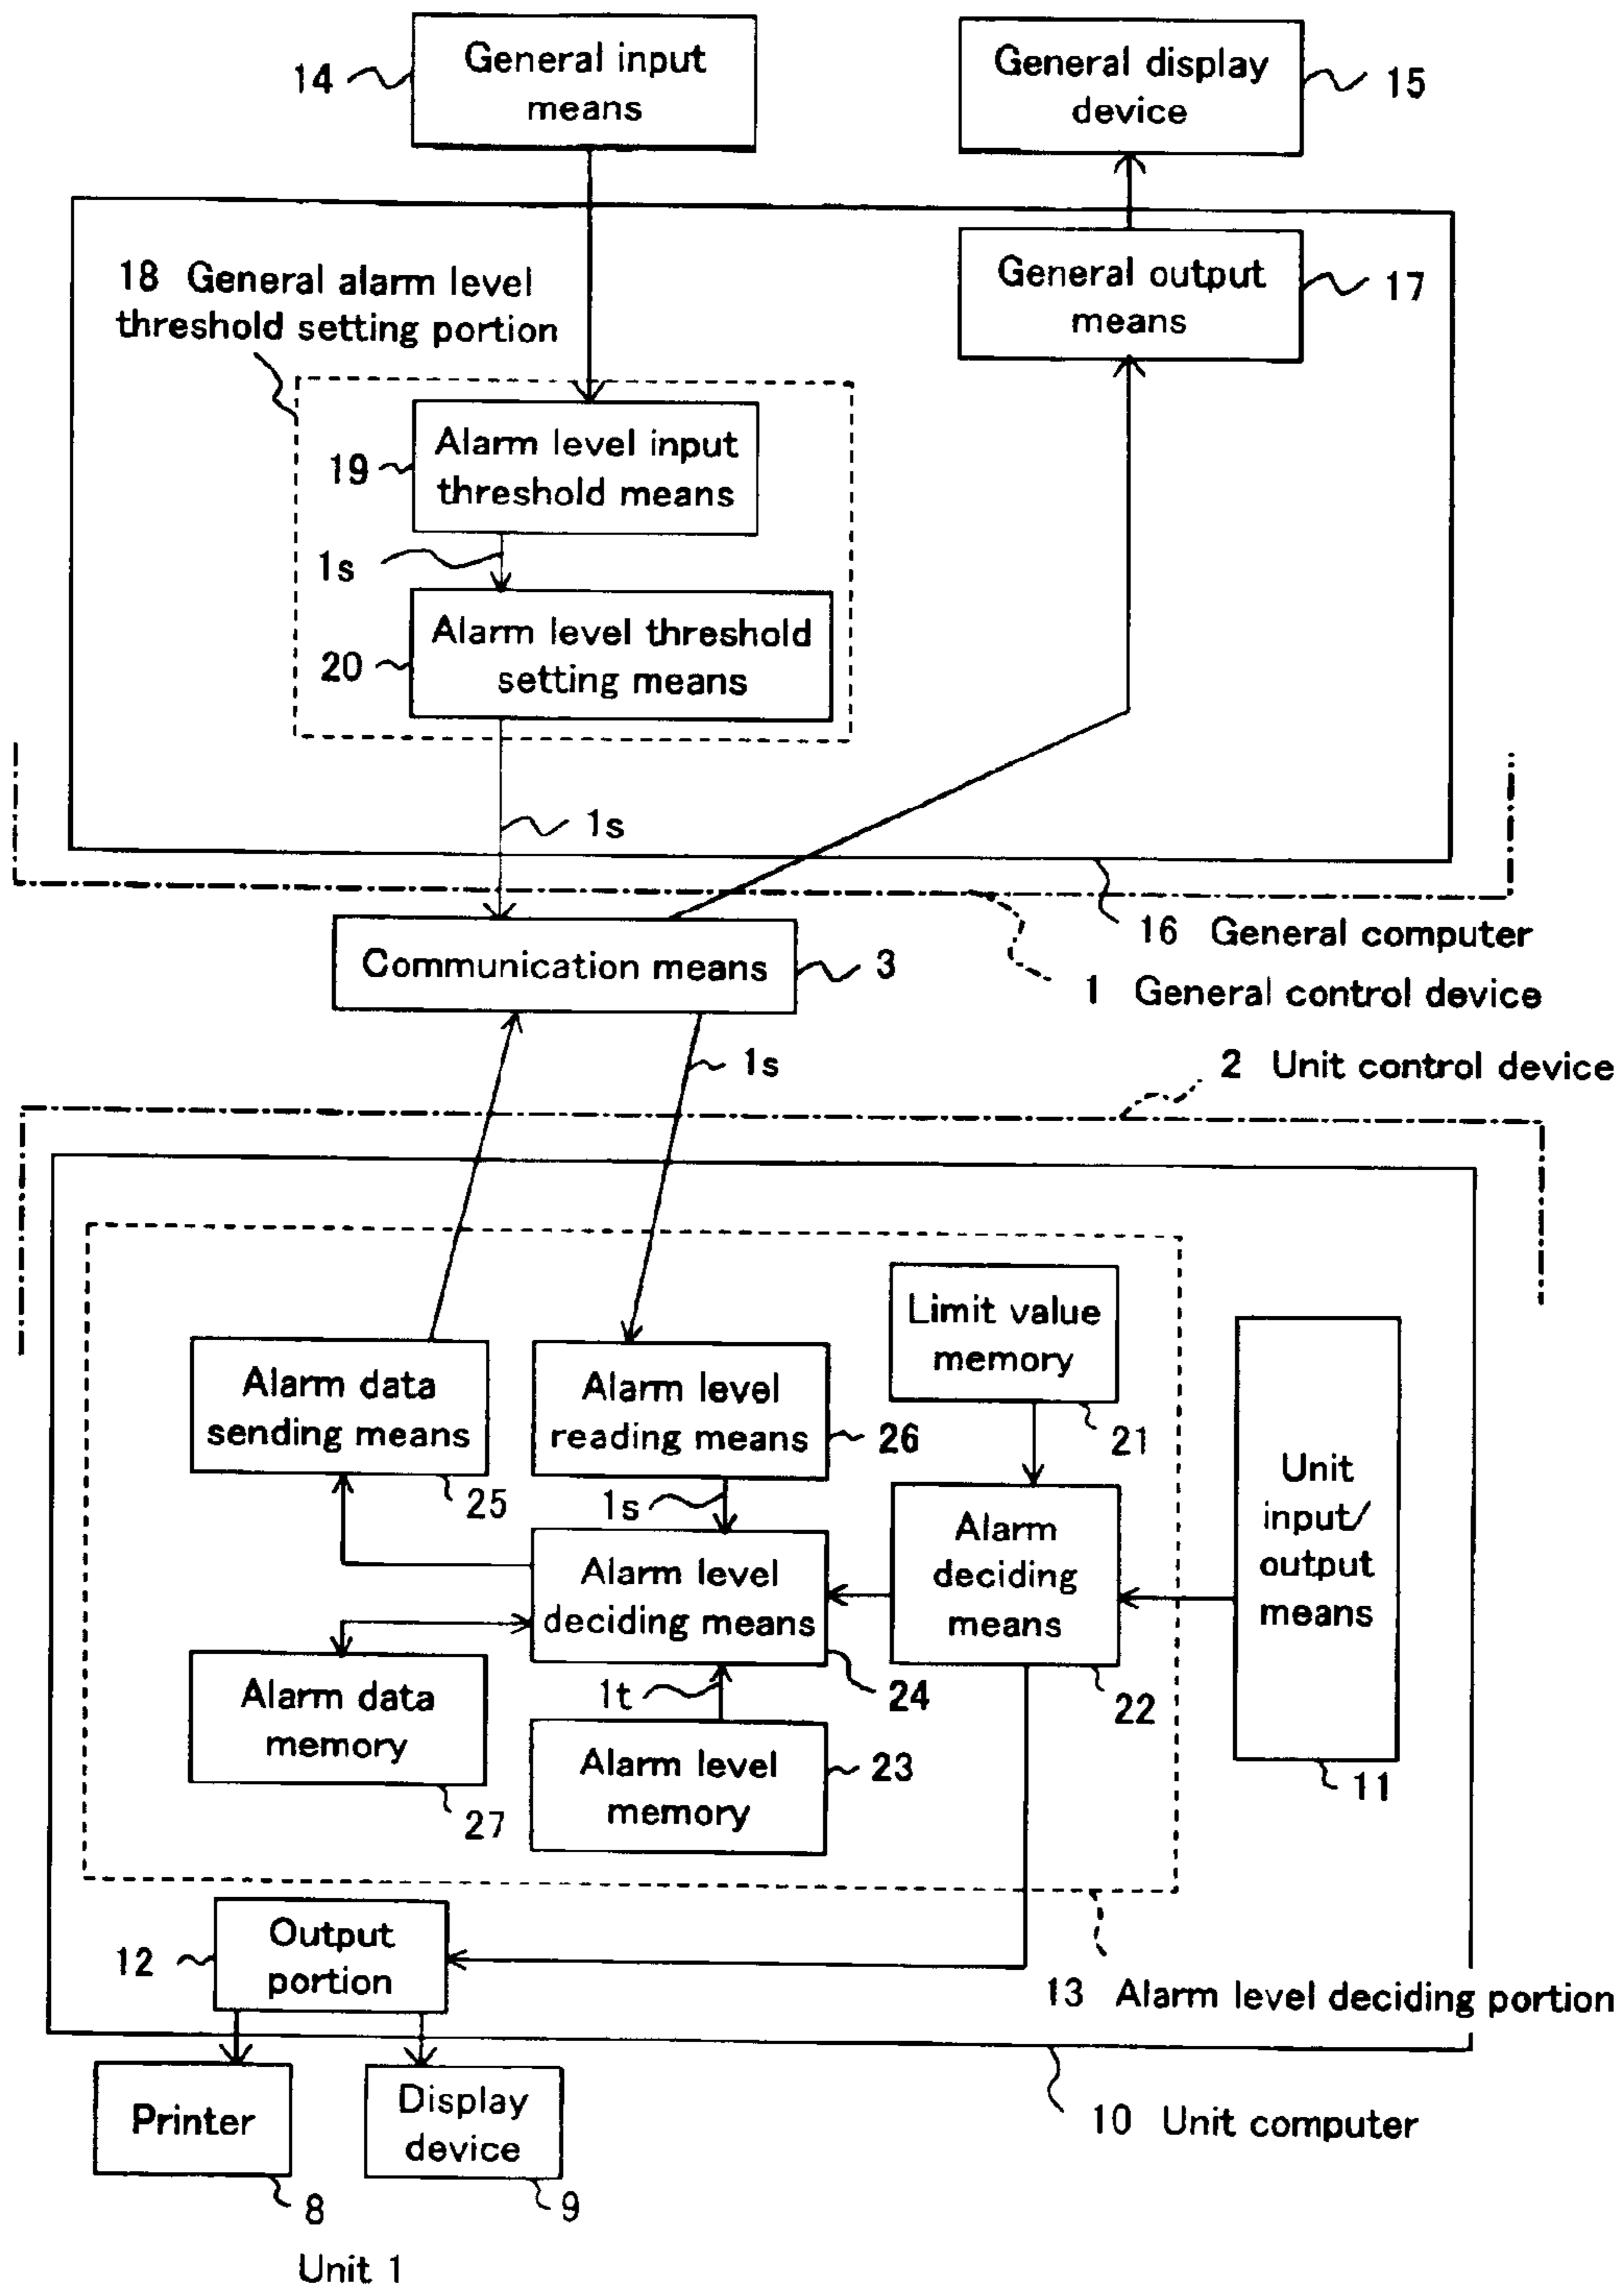 General input
means
14
General display
device
15
18 General alarm level
threshold setting portion
General output
means
17
Alarm level input
threshold means
19
1s
Alarm level threshold
setting means
20
1s
16 General computer
Communication means
3
1 General control device
1s
2 Unit control device
Limit value
memory
21
Alarm data
sending means
25
Alarm level
reading means
26
1s
Unit
input/
output
means
11
Alarm
deciding
means
22
Alarm level
deciding means
24
1t
Alarm data
memory
27
Alarm level
memory
23
Output
portion
12
13 Alarm level deciding portion
Printer
8
Display
device
9
10 Unit computer
Unit 1